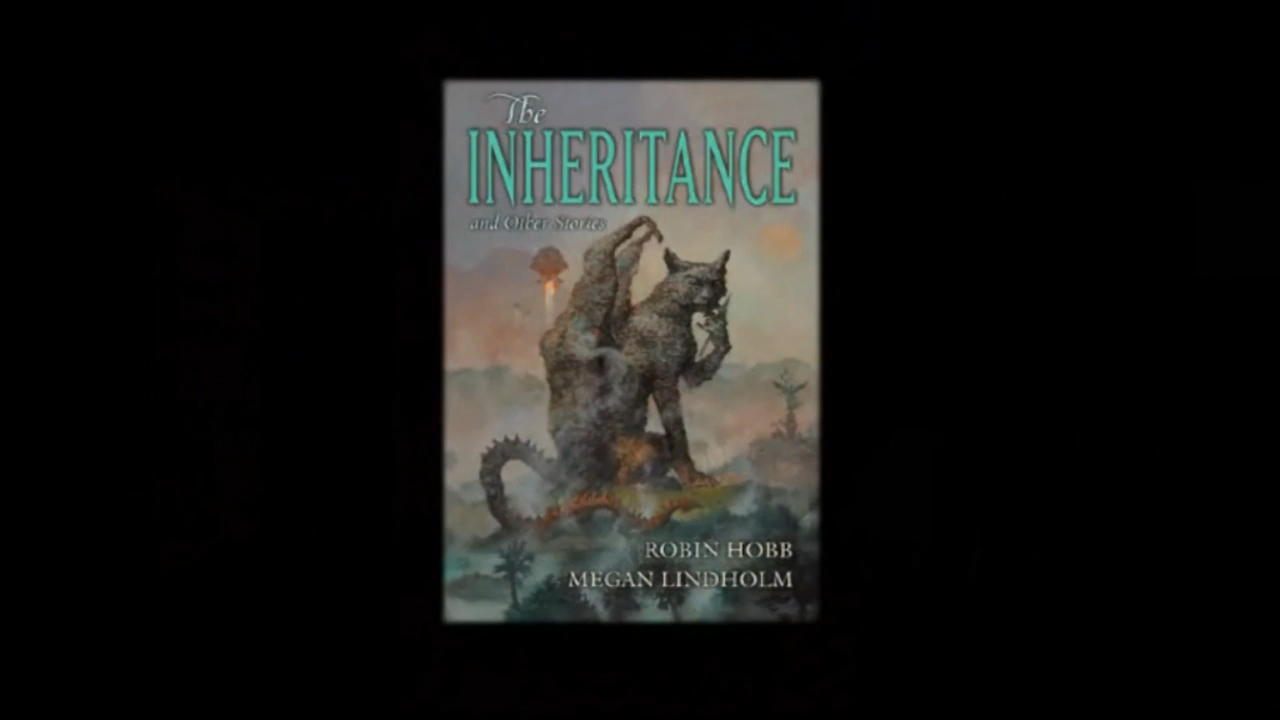 The
INHERITANCE
and Other Stories
ROBIN HOBB
MEGAN LINDHOLM